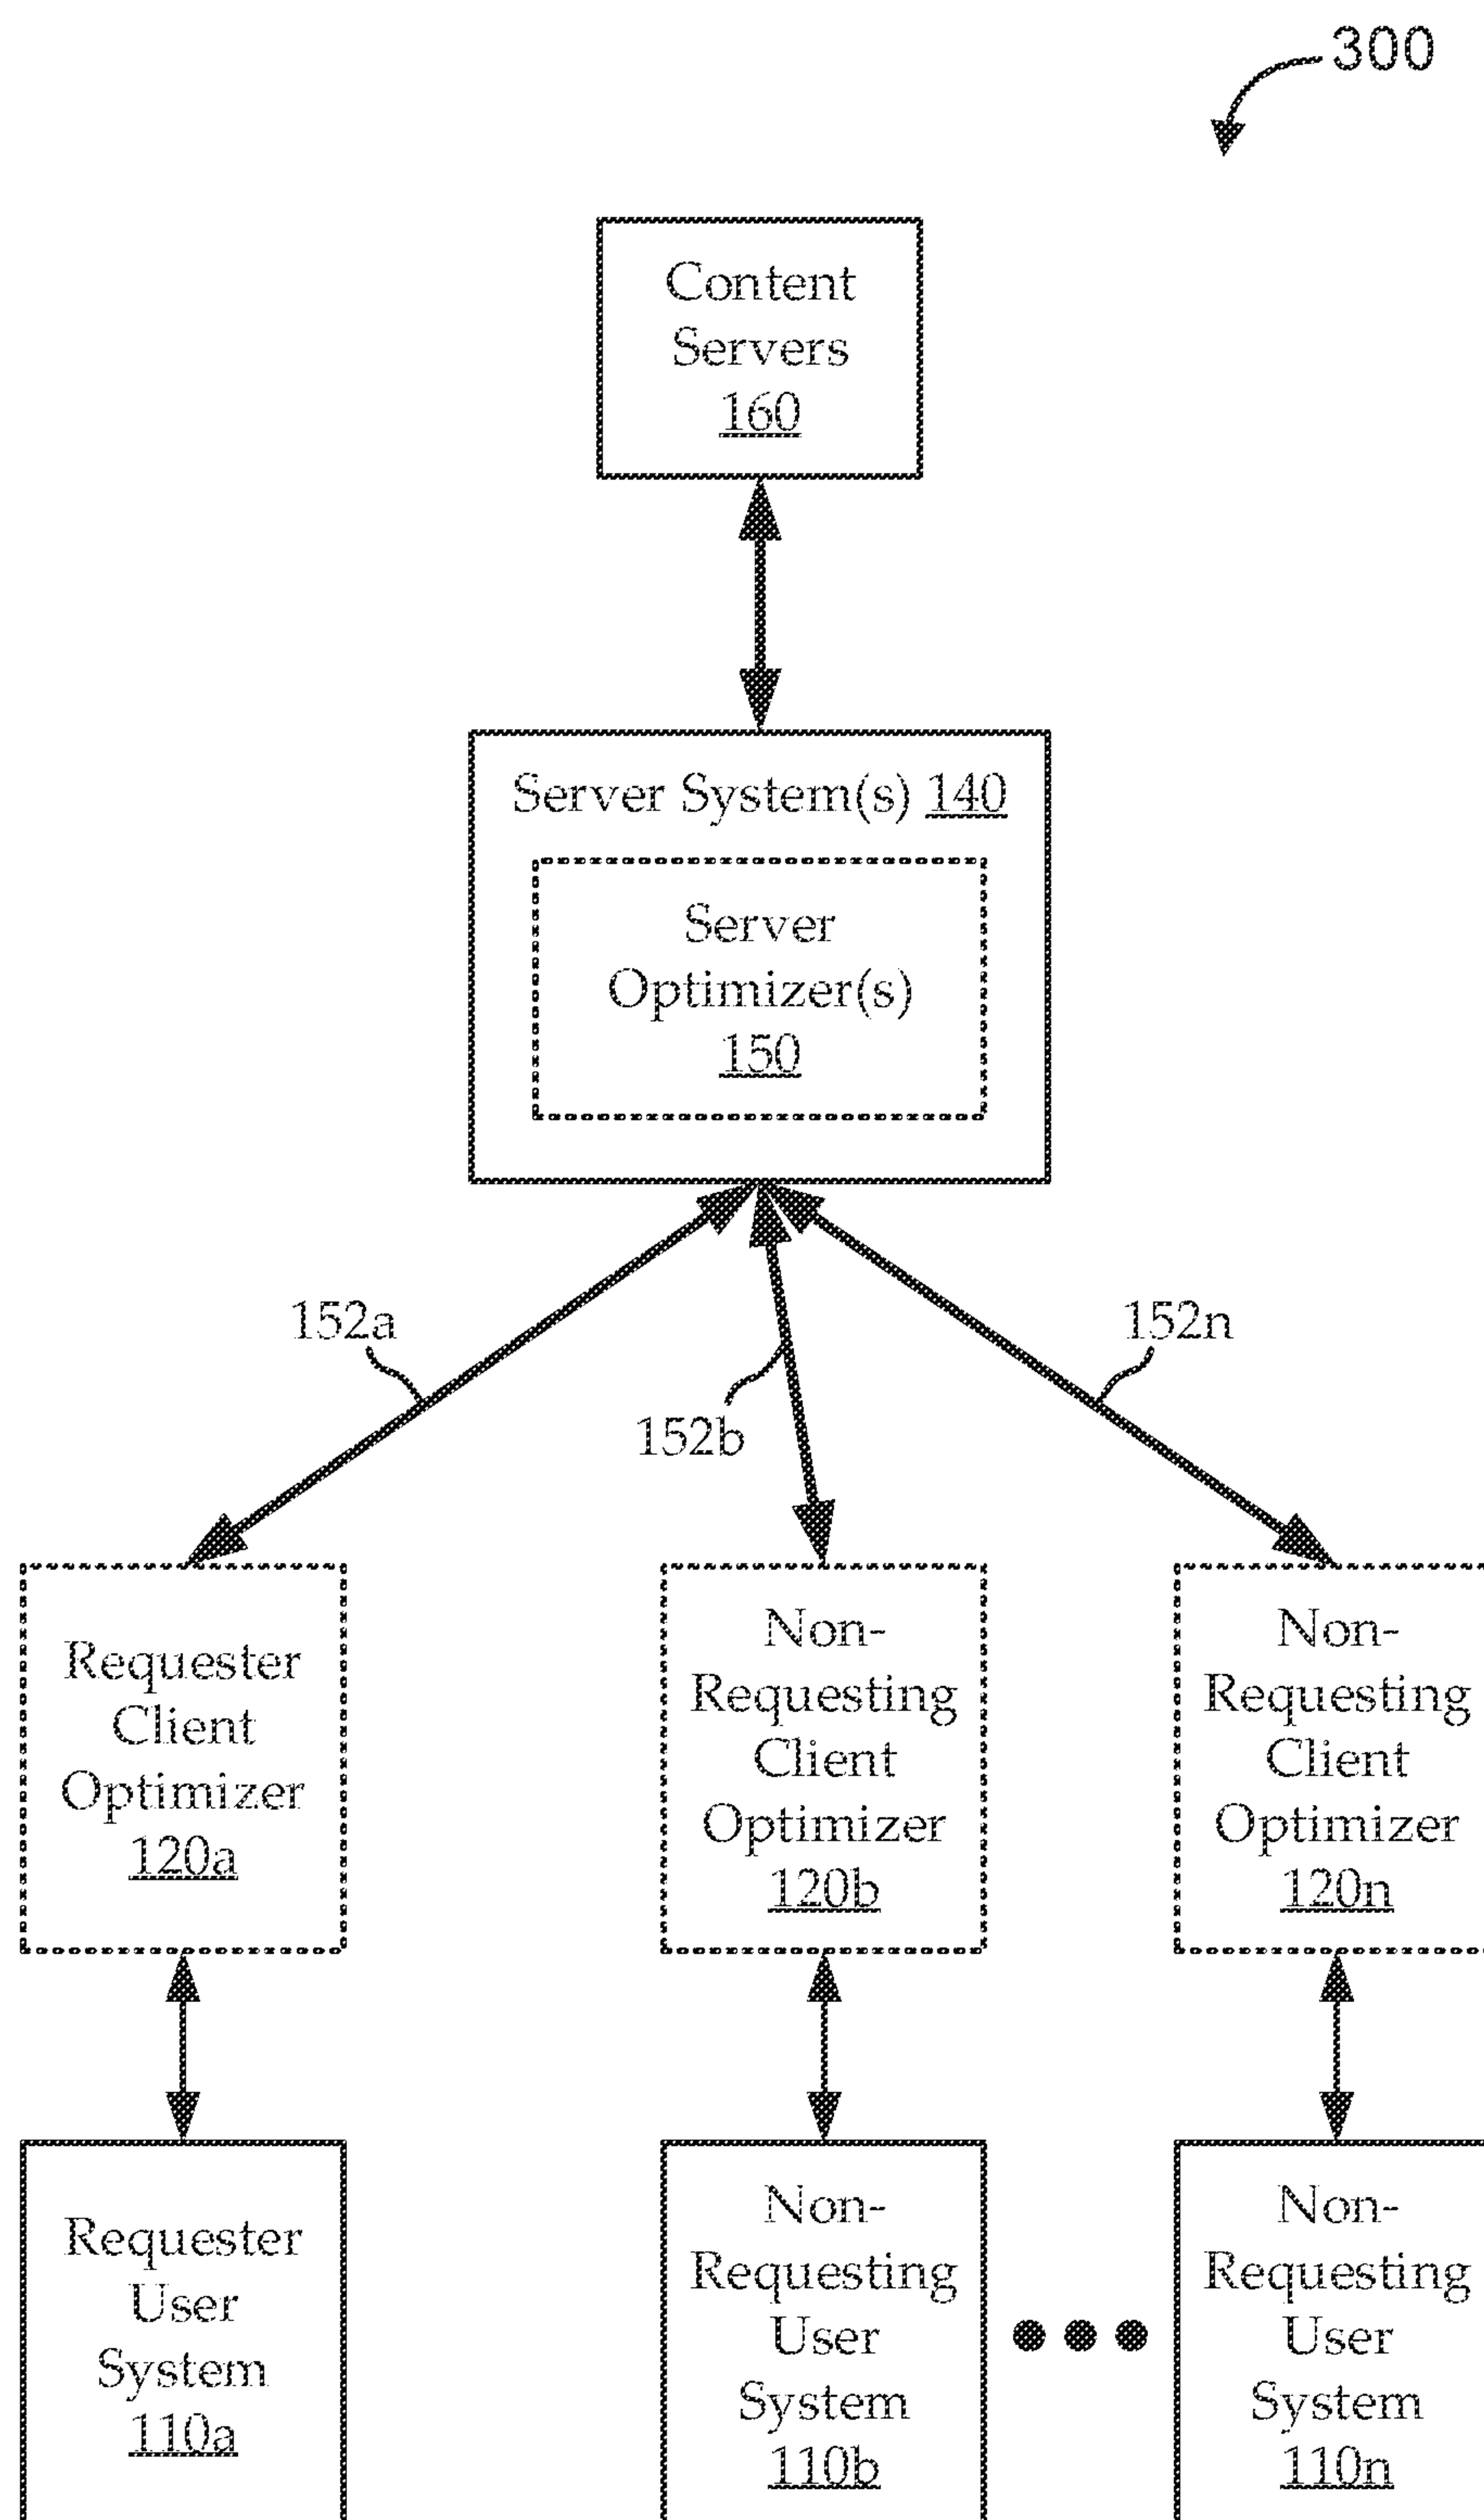 300
Content
Servers
160
Server System(s) 140
Server
Optimizer(s)
150
152a
152b
152n
Requester
Client
Optimizer
120a
Non-
Requesting
Client
Optimizer
120b
Non-
Requesting
Client
Optimizer
120n
Requester
User
System
110a
Non-
Requesting
User
System
110b
Non-
Requesting
User
System
110n